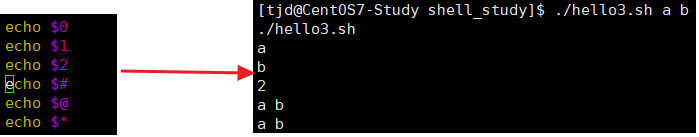 echo $0
echo $1
echo $2
echo $#
echo $@
echo $*
[tjd@CentOS7-Study shell_study]$ ./hello3.sh a b
./hello3.sh
a
b
2
a b
a b